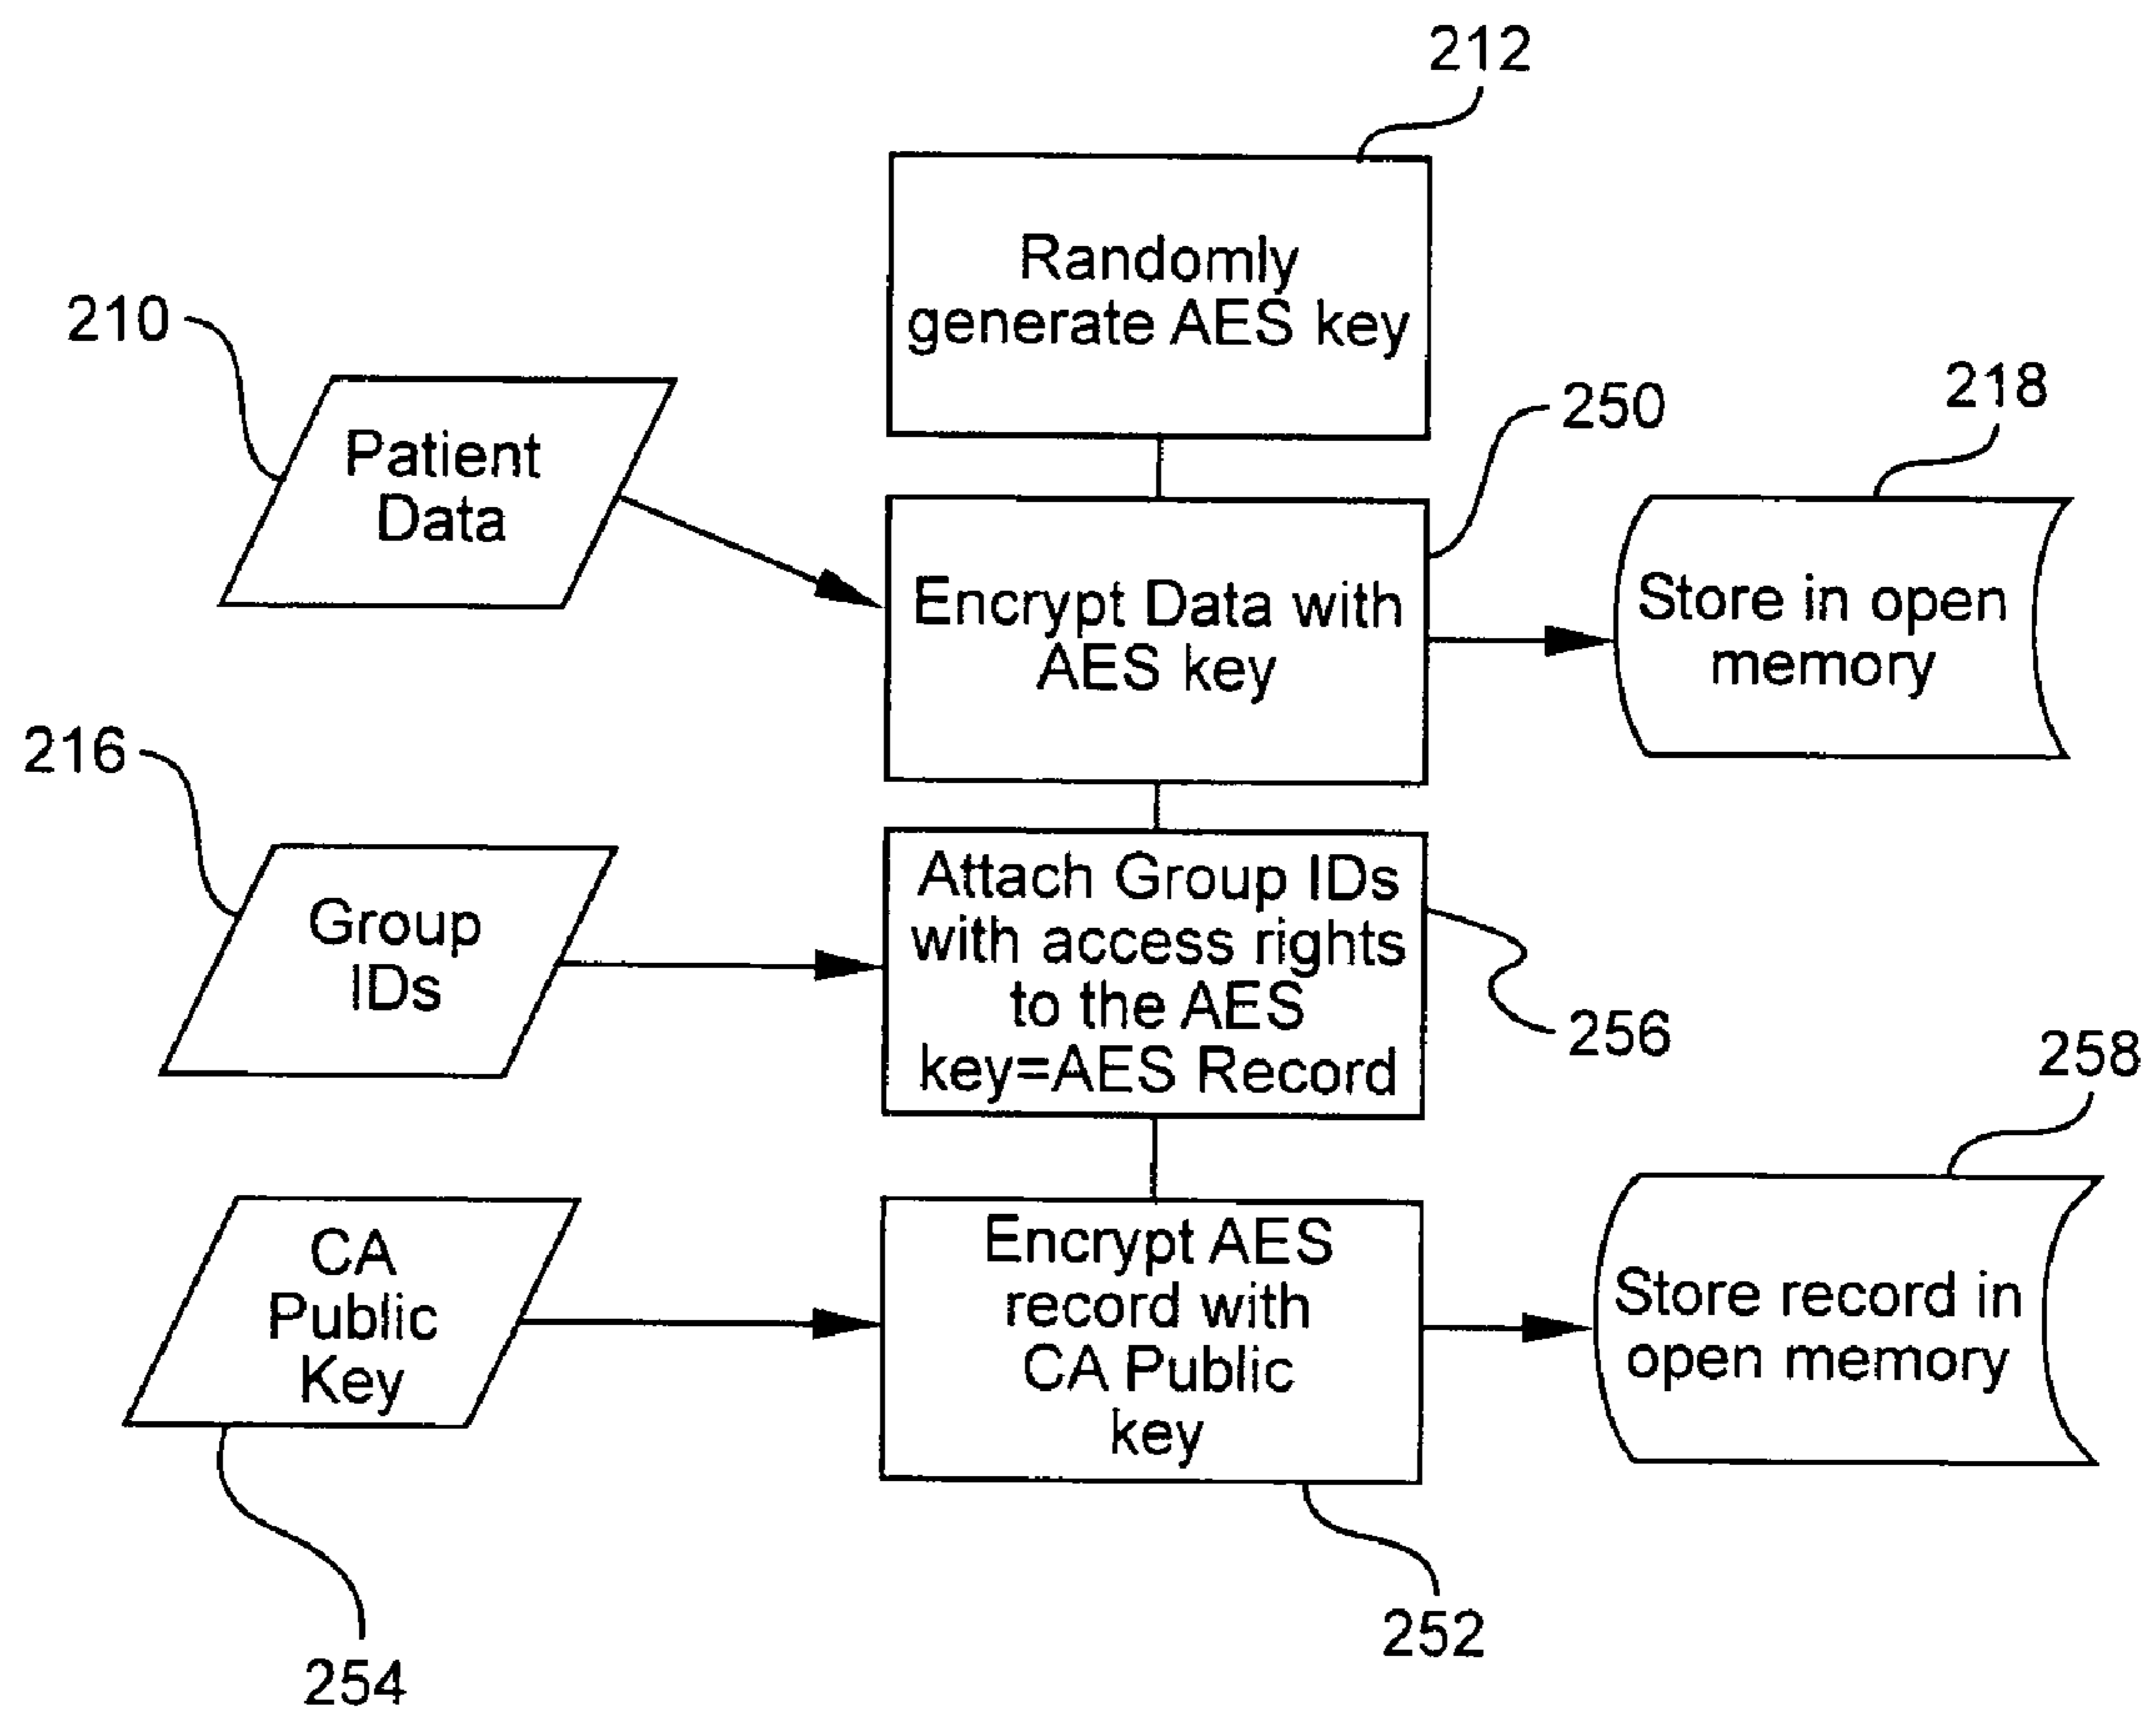 212
Randomly
generate AES key
210
Patient
Data
250
Encrypt Data with
AES key
218
Store in open
memory
216
Group
IDs
Attach Group IDs
with access rights
to the AES
key=AES Record
256
258
CA
Public
Key
Encrypt AES
record with
CA Public
key
Store record in
open memory
252
254